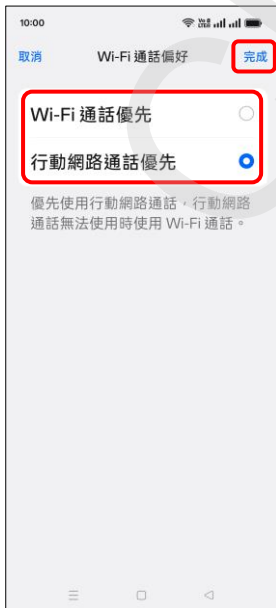 10:00
取消 Wi-Fi 通話偏好 完成
Wi-Fi 通話優先
行動網路通話優先
優先使用行動網路通話，行動網路
通話無法使用時使用 Wi-Fi 通話。